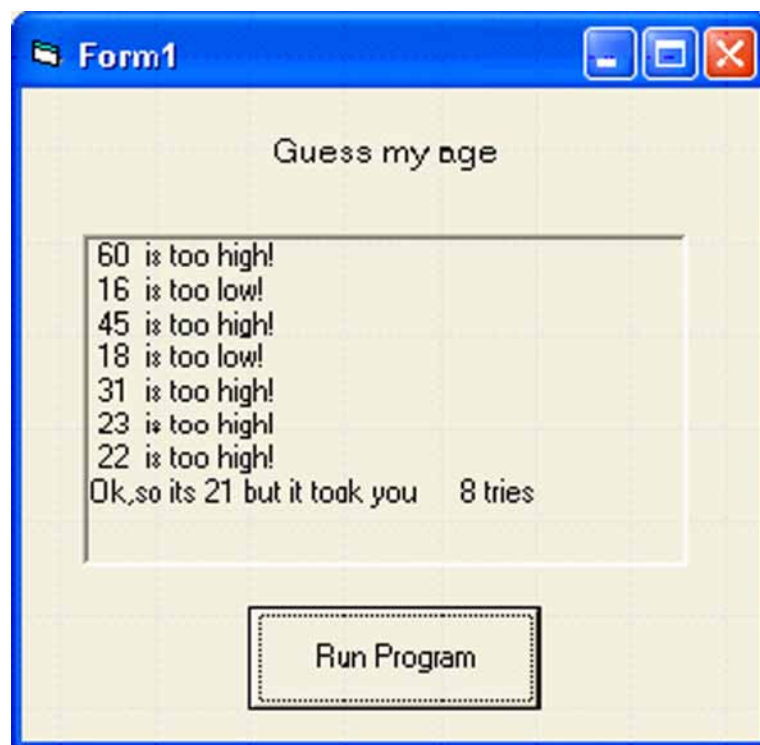 Form1
Guess my age
60 is too high!
16 is too low!
45 is too high!
18 is too low!
31 is too high!
23 is too high!
22 is too high!
Ok,so its 21 but it took you 8 tries
Run Program